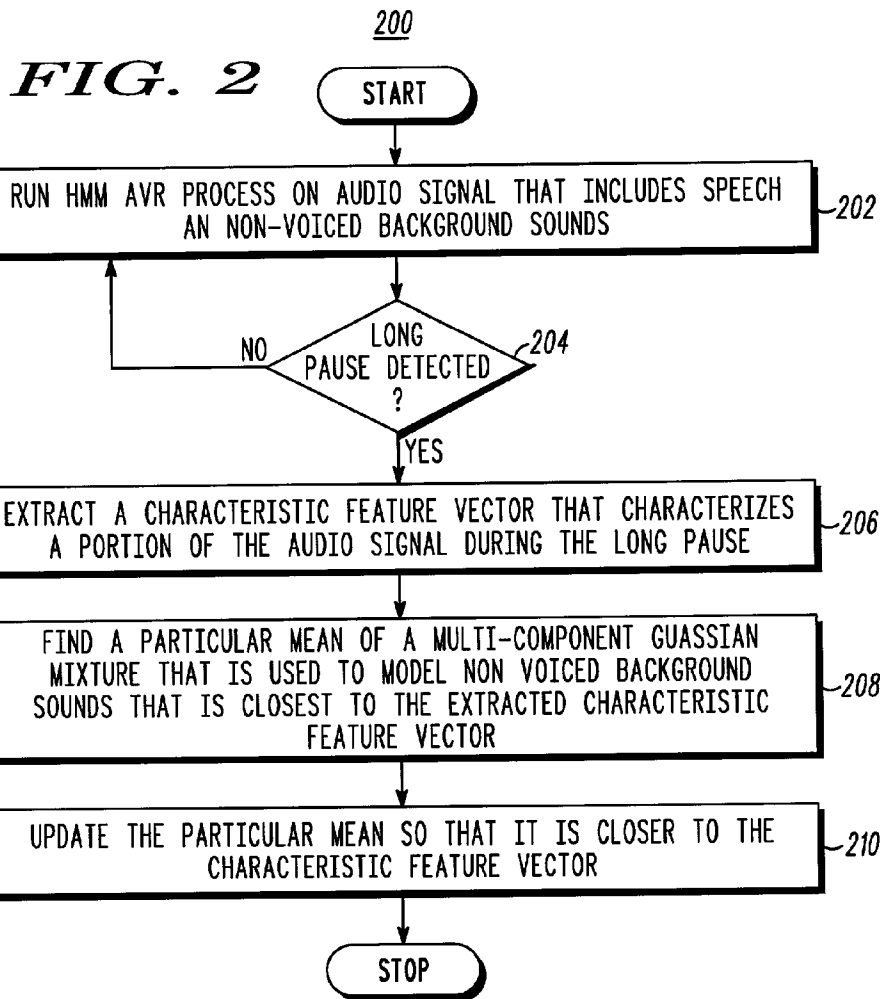 200
FIG. 2
START
RUN HMM AVR PROCESS ON AUDIO SIGNAL THAT INCLUDES SPEECH
AN NON-VOICED BACKGROUND SOUNDS
202
LONG
PAUSE DETECTED
?
204
NO
YES
EXTRACT A CHARACTERISTIC FEATURE VECTOR THAT CHARACTERIZES
A PORTION OF THE AUDIO SIGNAL DURING THE LONG PAUSE
206
FIND A PARTICULAR MEAN OF A MULTI-COMPONENT GUASSIAN
MIXTURE THAT IS USED TO MODEL NON VOICED BACKGROUND
SOUNDS THAT IS CLOSEST TO THE EXTRACTED CHARACTERISTIC
FEATURE VECTOR
208
UPDATE THE PARTICULAR MEAN SO THAT IT IS CLOSER TO THE
CHARACTERISTIC FEATURE VECTOR
210
STOP